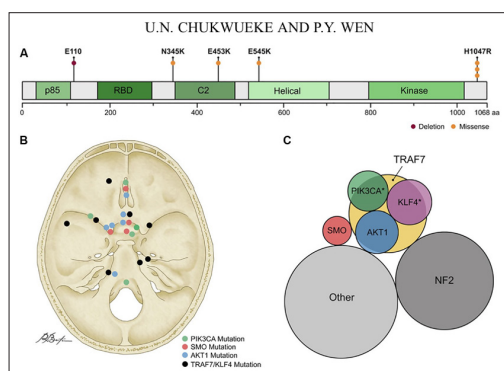 U.N. CHUKWUEKE AND P.Y. WEN
A
E110
N345K
E453K
E545K
H1047R
p85
RBD
C2
Helical
Kinase
0
200
400
600
800
1000
1068 aa
Deletion
Missense
B
PIK3CA Mutation
SMO Mutation
AKT1 Mutation
TRAF7/KLF4 Mutation
C
TRAF7
PIK3CA*
KLF4*
SMO
AKT1
Other
NF2